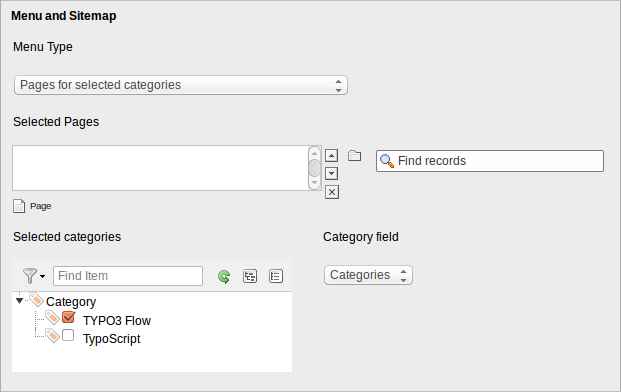 Menu and Sitemap
Menu Type
Pages for selected categories
Selected Pages
Find records
Page
Selected categories
Category field
Find Item
Categories
Category
TYPO3 Flow
TypoScript